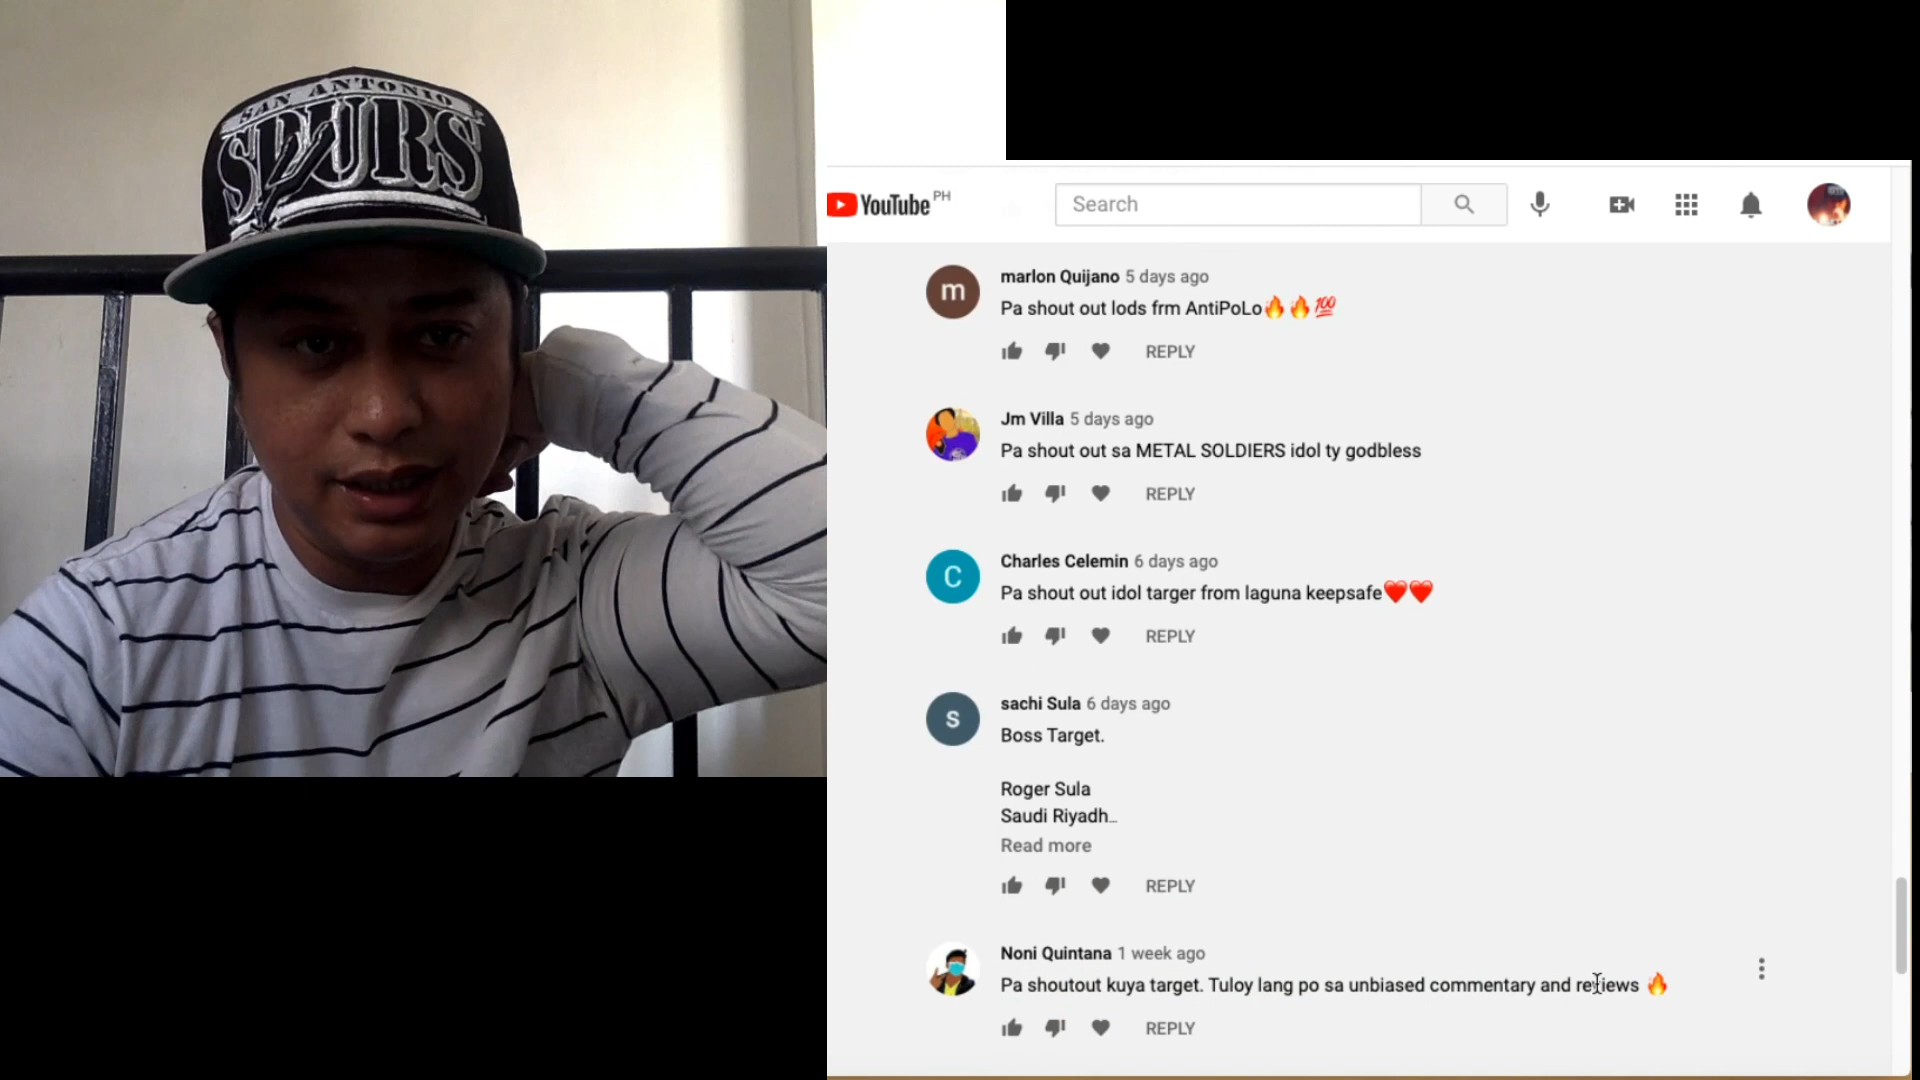 SAN ANTONIO
SPURS
YouTube PH
Search
marlon Quijano 5 days ago
Pa shout out lods frm AntiPoLo🔥🔥💯
REPLY
Jm Villa 5 days ago
Pa shout out sa METAL SOLDIERS idol ty godbless
REPLY
C
Charles Celemin 6 days ago
Pa shout out idol targer from laguna keepsafe❤️❤️
REPLY
s
sachi Sula 6 days ago
Boss Target.
Roger Sula
Saudi Riyadh...
Read more
REPLY
Noni Quintana 1 week ago
Pa shoutout kuya target. Tuloy lang po sa unbiased commentary and reviews 🔥
REPLY
m